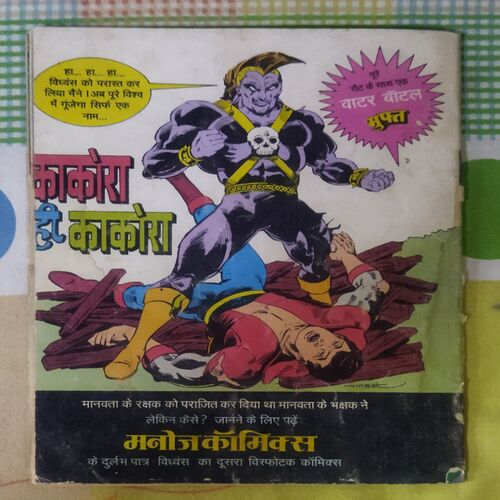 हा... हा... हा...
विध्वंस को परास्त कर
लिया मैंने । अब पूरे विश्व
में गूंजेगा सिर्फ एक
नाम...
पूरे
सैट के साथ एक
वाटर बॉटल
मुफ्त
काकोरा
ही काकोरा
मानवता के रक्षक को पराजित कर दिया था मानवता के भक्षक ने
लेकिन कैसे? जानने के लिए पढ़ें
मनोज कॉमिक्स
के दुर्लभ पात्र विध्वंस का दूसरा विस्फोटक कॉमिक्स